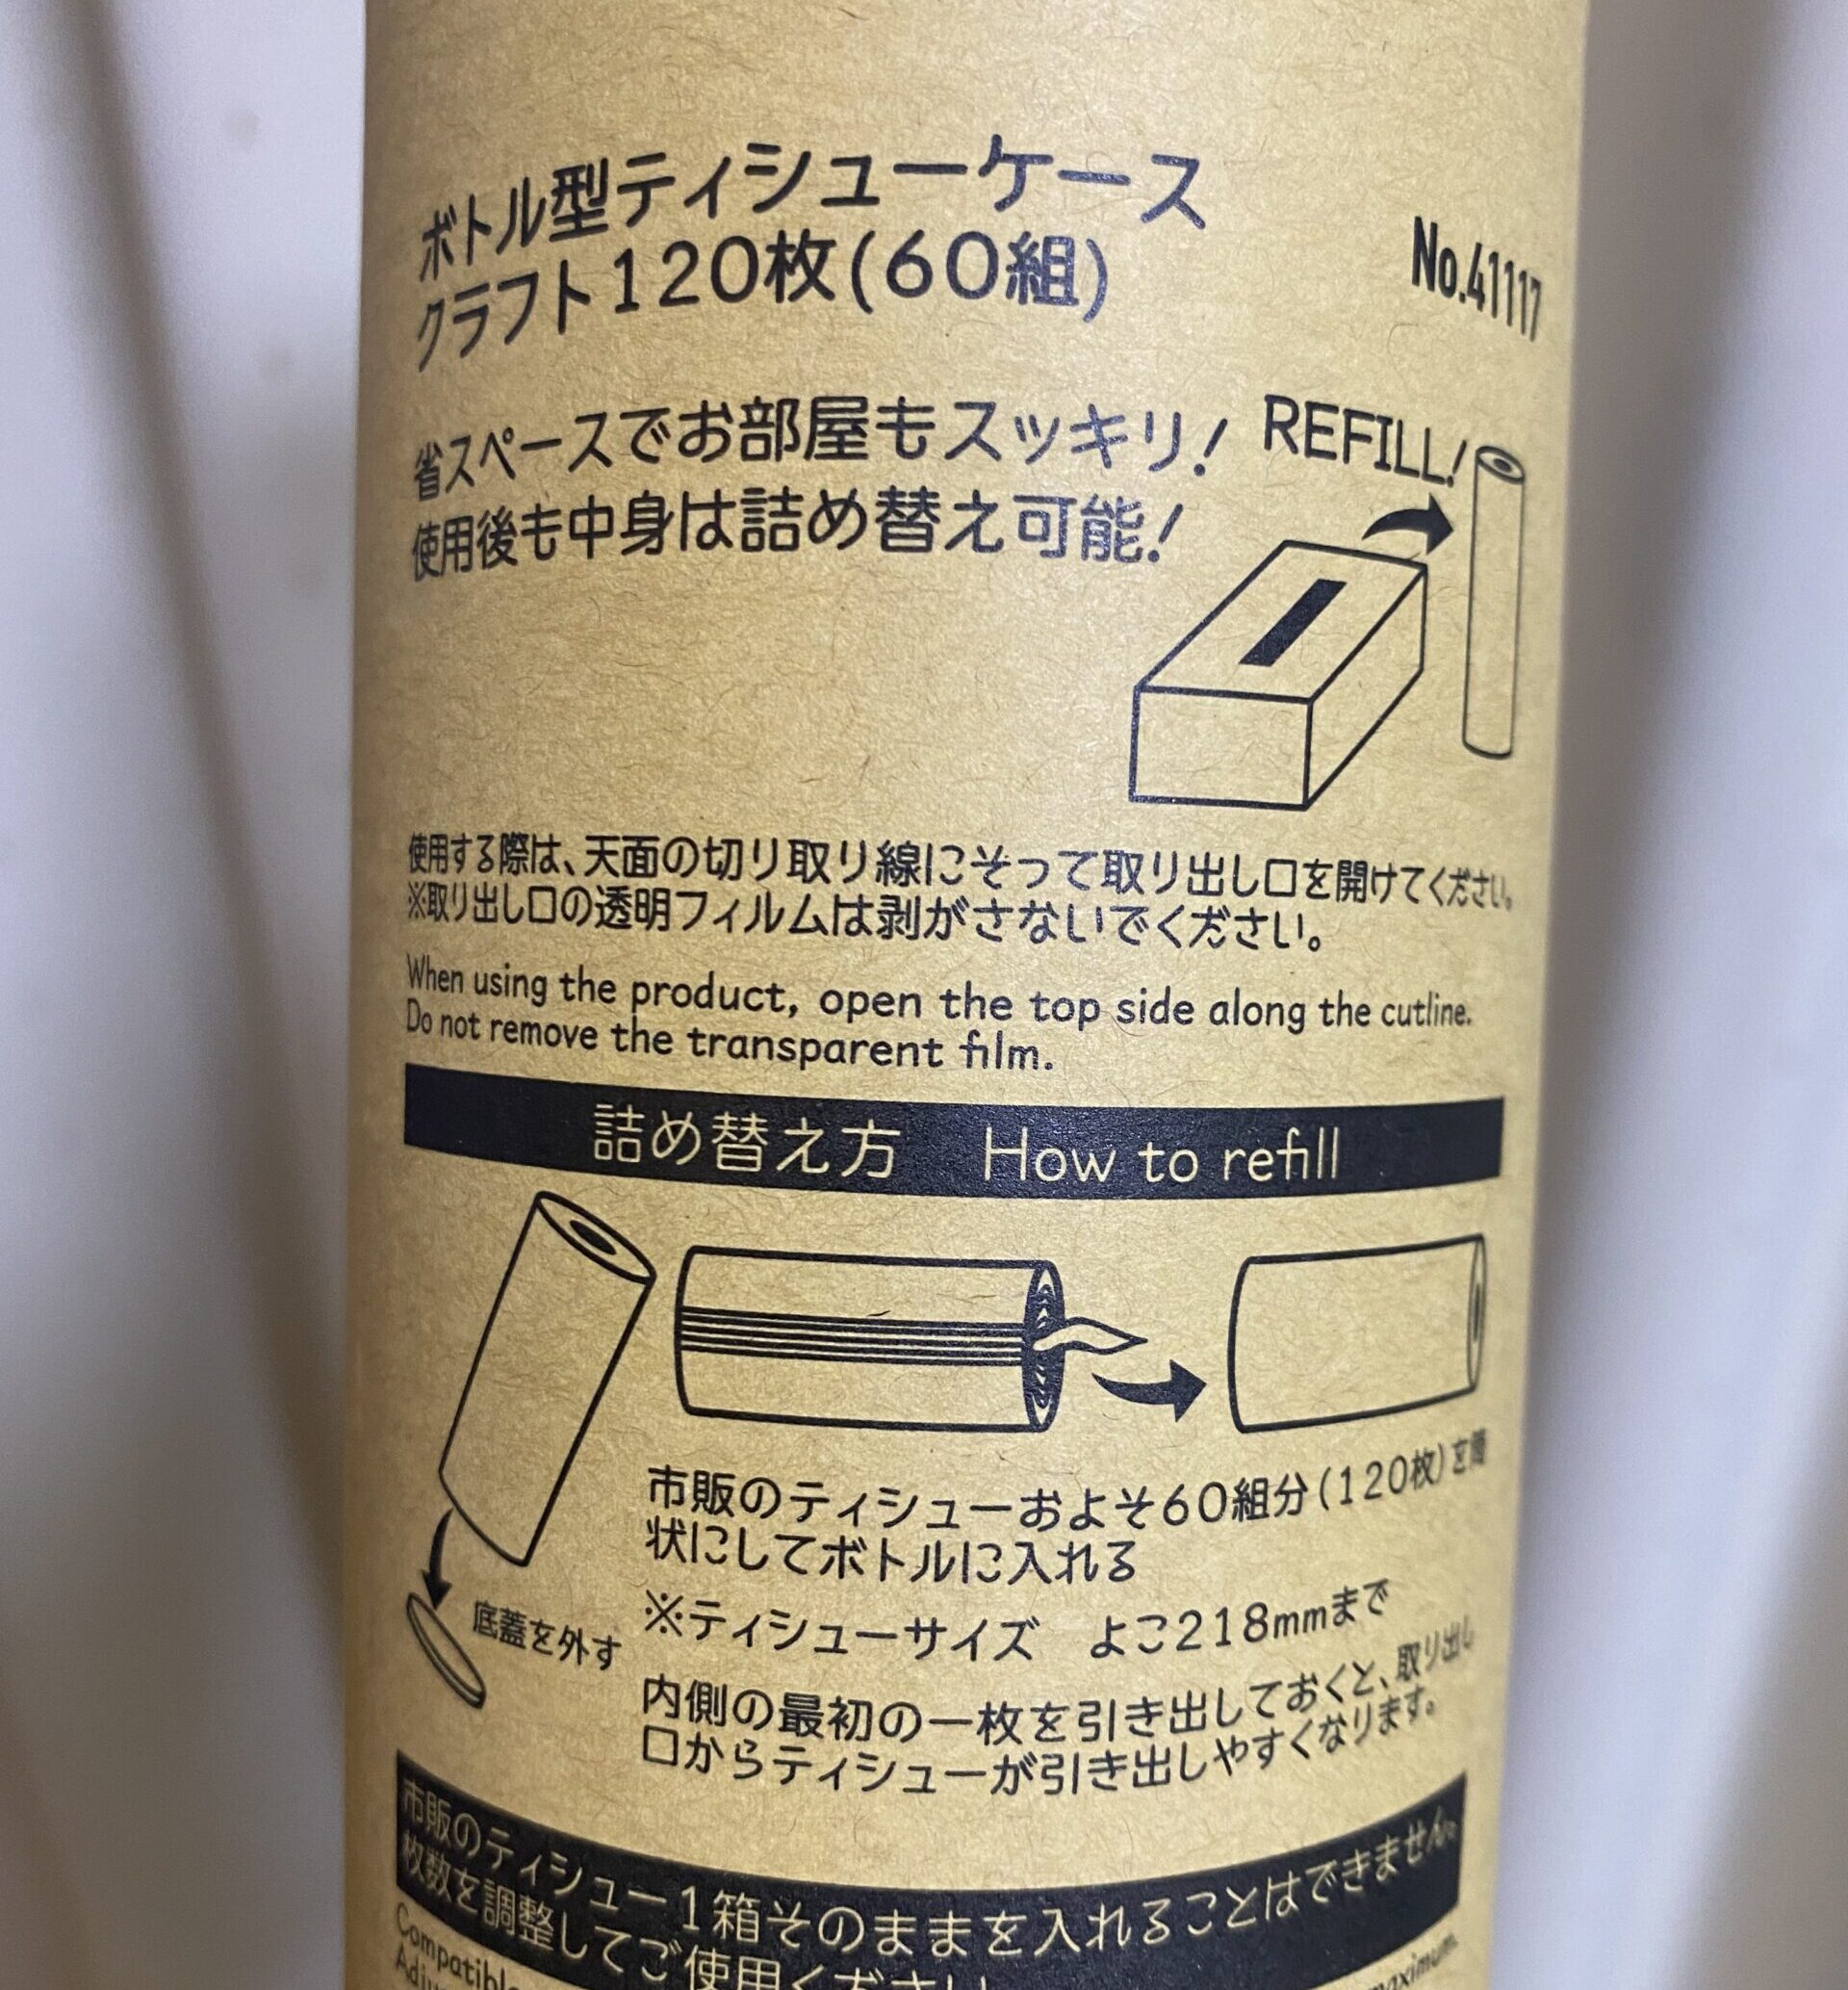 ボトル型ティシューケース
クラフト120枚(60組)
No.41117
省スペースでお部屋もスッキリ!
使用後も中身は詰め替え可能!
REFILL!
使用する際は、天面の切り取り線にそって取り出し口を開けてください。
※取り出し口の透明フィルムは剥がさないでください。
When using the product, open the top side along the cutline.
Do not remove the transparent film.
詰め替え方 How to refill
底蓋を外す
市販のティシューおよそ60組分(120枚)を筒
状にしてボトルに入れる
※ティシューサイズ よこ218mmまで
内側の最初の一枚を引き出しておくと、取り出し
口からティシューが引き出しやすくなります。
市販のティシュー1箱そのままを入れることはできません。
枚数を調整してご使用ください
Compatible maximum.